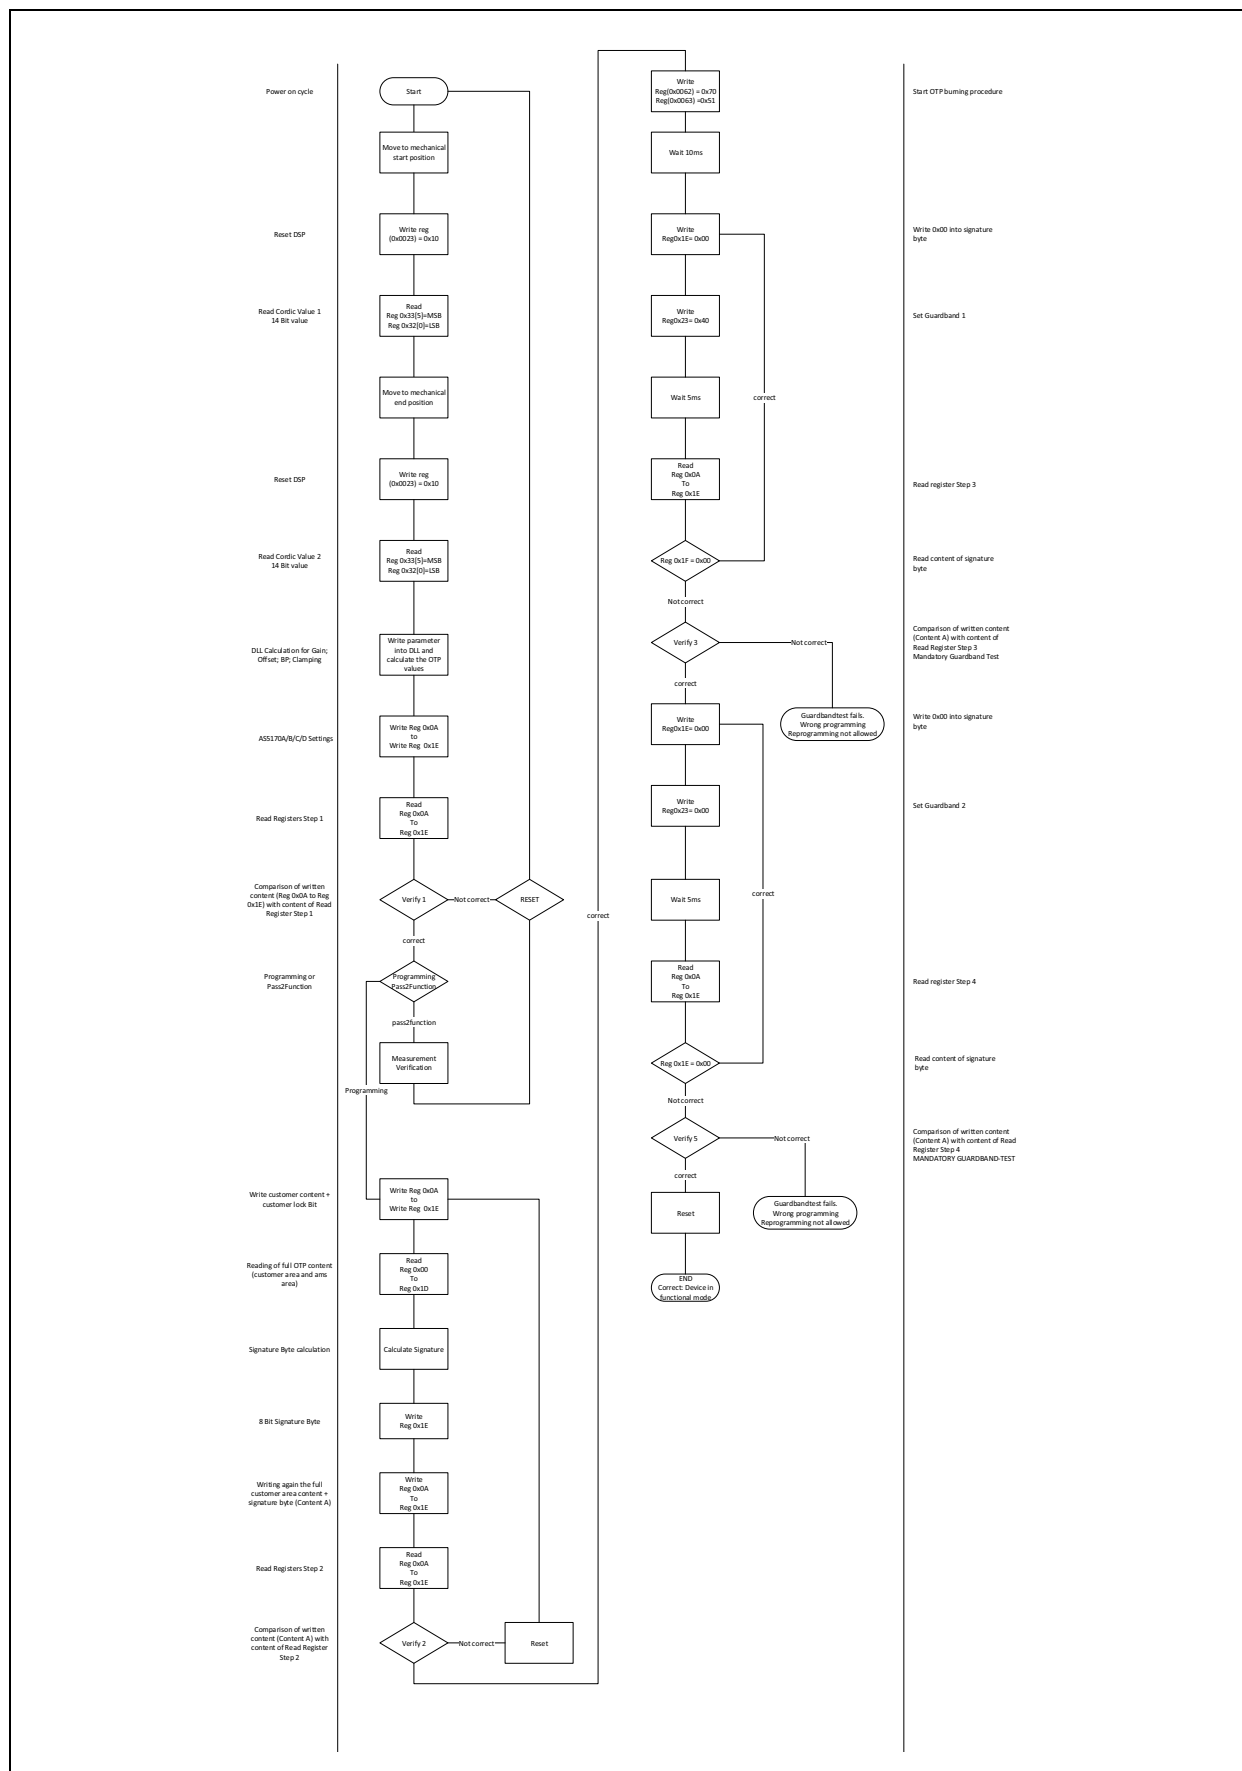 Power on cycle
Start
Move to mechanical
start position
Reset DSP
Write reg
(0x0023) = 0x10
Read Cordic Value 1
14 Bit value
Read
Reg 0x33[5]=MSB
Reg 0x32[0]=LSB
Move to mechanical
end position
Reset DSP
Write reg
(0x0023) = 0x10
Read Cordic Value 2
14 Bit value
Read
Reg 0x33[5]=MSB
Reg 0x32[0]=LSB
DLL Calculation for Gain;
Offset; BP; Clamping
Write parameter
into DLL and
calculate the OTP
values
AS5170A/B/C/D Settings
Write Reg 0x0A
to
Write Reg 0x1E
Read Registers Step 1
Read
Reg 0x0A
To
Reg 0x1E
Comparison of written
content (Reg 0x0A to Reg
0x1E) with content of Read
Register Step 1
Verify 1
Not correct
RESET
correct
Programming or
Pass2Function
Programming
Pass2Function
pass2function
Measurement
Verification
Programming
Write customer content +
customer lock Bit
Write Reg 0x0A
to
Write Reg 0x1E
Reading of full OTP content
(customer area and ams
area)
Read
Reg 0x00
To
Reg 0x1D
Signature Byte calculation
Calculate Signature
8 Bit Signature Byte
Write
Reg 0x1E
Writing again the full
customer area content +
signature byte (Content A)
Write
Reg 0x0A
To
Reg 0x1E
Read Registers Step 2
Read
Reg 0x0A
To
Reg 0x1E
Comparison of written
content (Content A) with
content of Read Register
Step 2
Verify 2
Not correct
Reset
correct
Write
Reg(0x0062) = 0x70
Reg(0x0063) =0x51
Start OTP burning procedure
Wait 10ms
Write
Reg0x1E= 0x00
Write 0x00 into signature
byte
Write
Reg0x23= 0x40
Set Guardband 1
Wait 5ms
correct
Read
Reg 0x0A
To
Reg 0x1E
Read register Step 3
Reg 0x1F = 0x00
Read content of signature
byte
Not correct
Verify 3
Not correct
Comparison of written content
(Content A) with content of
Read Register Step 3
Mandatory Guardband Test
correct
Guardbandtest fails.
Wrong programming
Reprogramming not allowed
Write
Reg0x1E= 0x00
Write 0x00 into signature
byte
Write
Reg0x23= 0x00
Set Guardband 2
Wait 5ms
correct
Read
Reg 0x0A
To
Reg 0x1E
Read register Step 4
Reg 0x1E = 0x00
Read content of signature
byte
Not correct
Verify 5
Not correct
Comparison of written content
(Content A) with content of Read
Register Step 4
MANDATORY GUARDBAND-TEST
correct
Reset
Guardbandtest fails.
Wrong programming
Reprogramming not allowed
END
Correct: Device in
functional mode